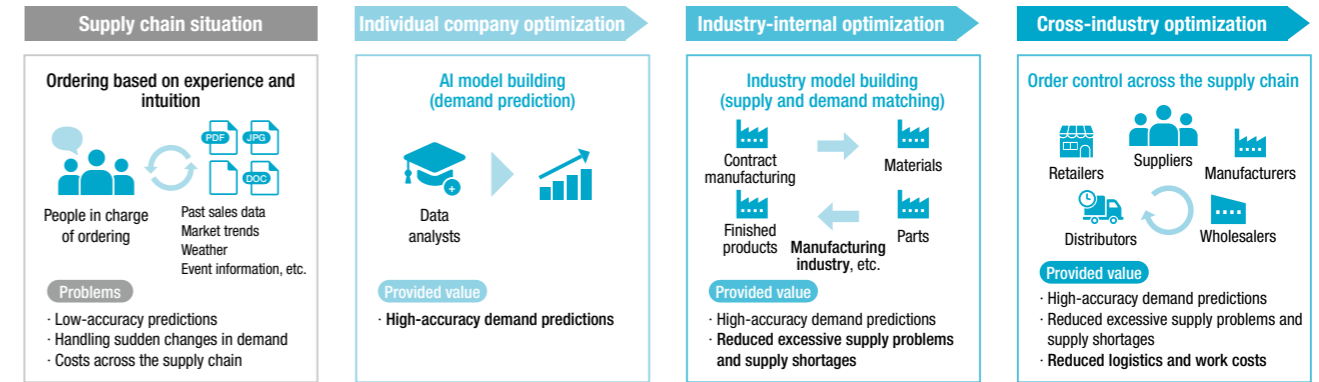 Supply chain situation
Ordering based on experience and
intuition
PDF
JPG
DOC
People in charge
of ordering
Past sales data
Market trends
Weather
Event information, etc.
Problems
· Low-accuracy predictions
· Handling sudden changes in demand
· Costs across the supply chain
Individual company optimization
AI model building
(demand prediction)
Data
analysts
Provided value
· High-accuracy demand predictions
Industry-internal optimization
Industry model building
(supply and demand matching)
Contract
manufacturing
Materials
Finished
products
Parts
Manufacturing
industry, etc.
Provided value
· High-accuracy demand predictions
· Reduced excessive supply problems
and supply shortages
Cross-industry optimization
Order control across the supply chain
Retailers
Suppliers
Manufacturers
Distributors
Wholesalers
Provided value
· High-accuracy demand predictions
· Reduced excessive supply problems and
supply shortages
· Reduced logistics and work costs